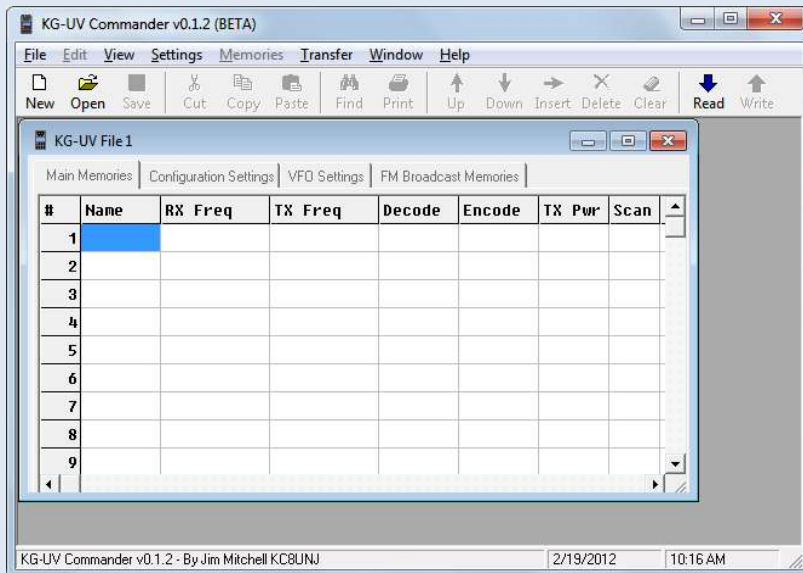 KG-UV Commander v0.1.2 (BETA)
File Edit View Settings Memories Transfer Window Help
New Open Save Cut Copy Paste Find Print Up Down Insert Delete Clear Read Write
KG-UV File 1
Main Memories Configuration Settings VFO Settings FM Broadcast Memories
# Name RX Freq TX Freq Decode Encode TX Pwr Scan
1
2
3
4
5
6
7
8
9
KG-UV Commander v0.1.2 - By Jim Mitchell KC8UNJ 2/19/2012 10:16 AM